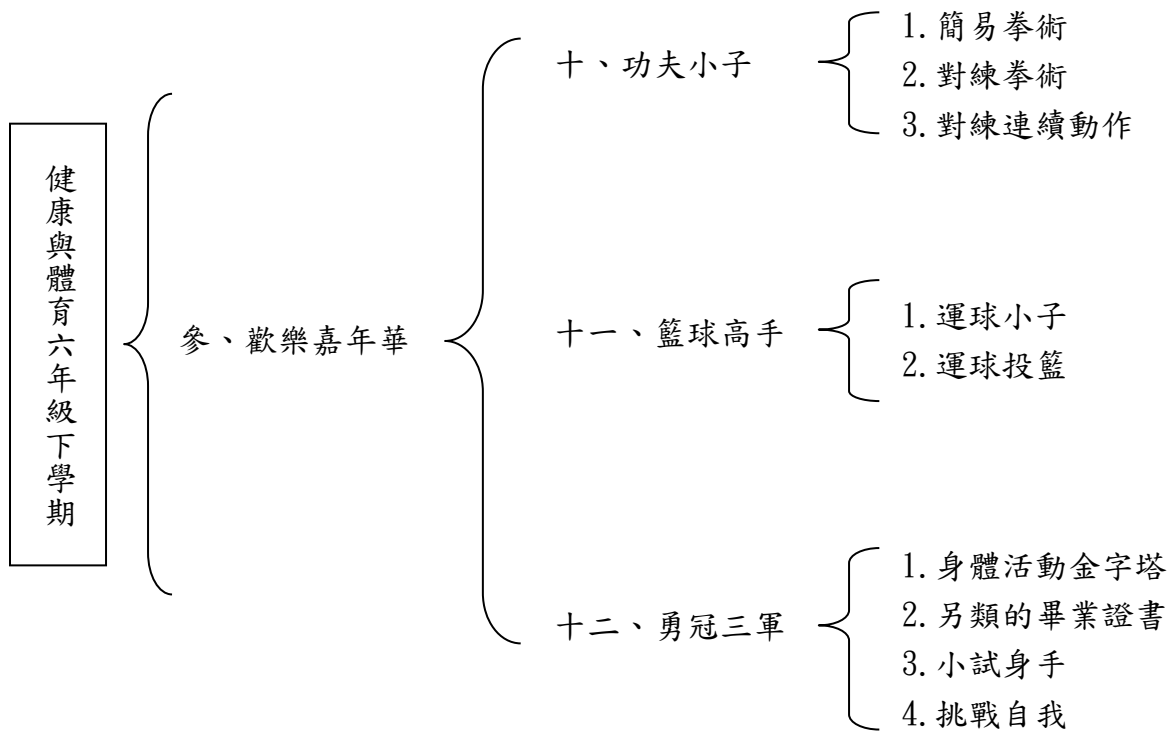 健康與體育六年級下學期
參、歡樂嘉年華
十、功夫小子
1.簡易拳術
2.對練拳術
3.對練連續動作
十一、籃球高手
1.運球小子
2.運球投籃
十二、勇冠三軍
1.身體活動金字塔
2.另類的畢業證書
3.小試身手
4.挑戰自我